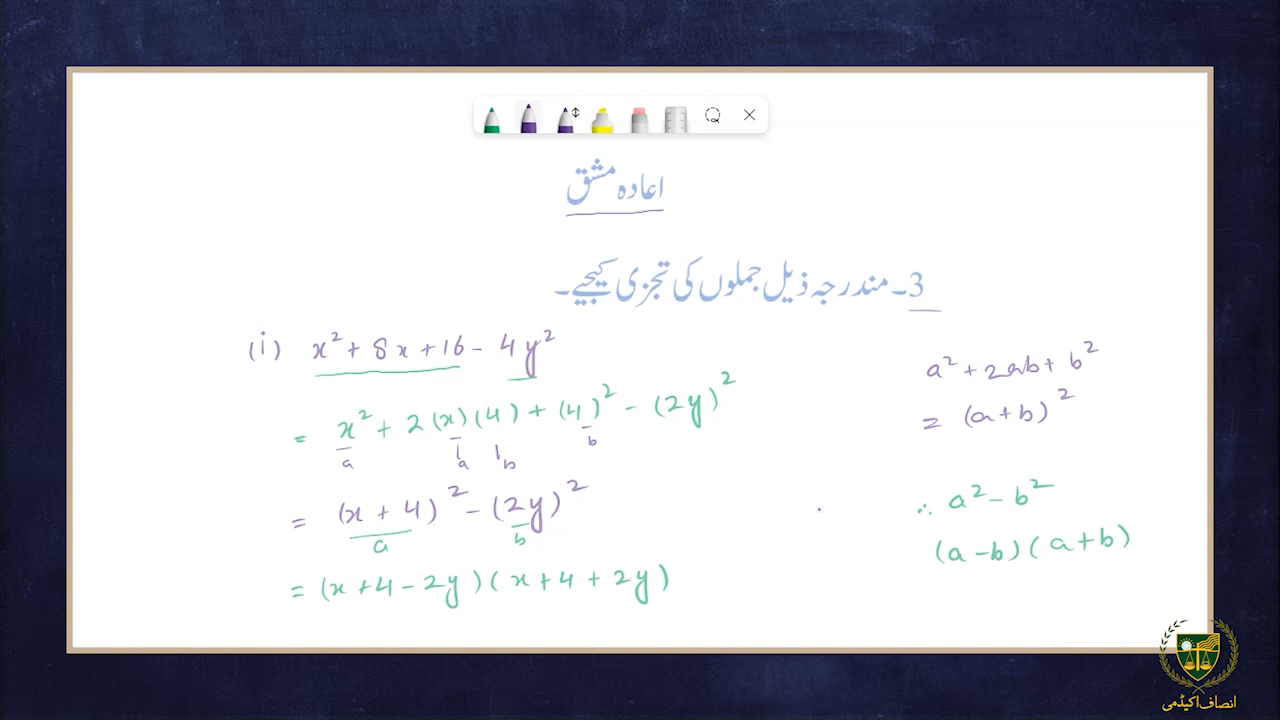 اعادہ مشق
3۔ مندرجہ ذیل جملوں کی تجزی کیجیے۔
(i) x² + 8x + 16 - 4y²
= x² + 2(x)(4) + (4)² - (2y)²
a a b b
= (x + 4)² - (2y)²
a b
= (x + 4 - 2y)(x + 4 + 2y)
a² + 2ab + b²
= (a+b)²
∴ a² - b²
(a - b)(a + b)
انصاف اکیڈمی